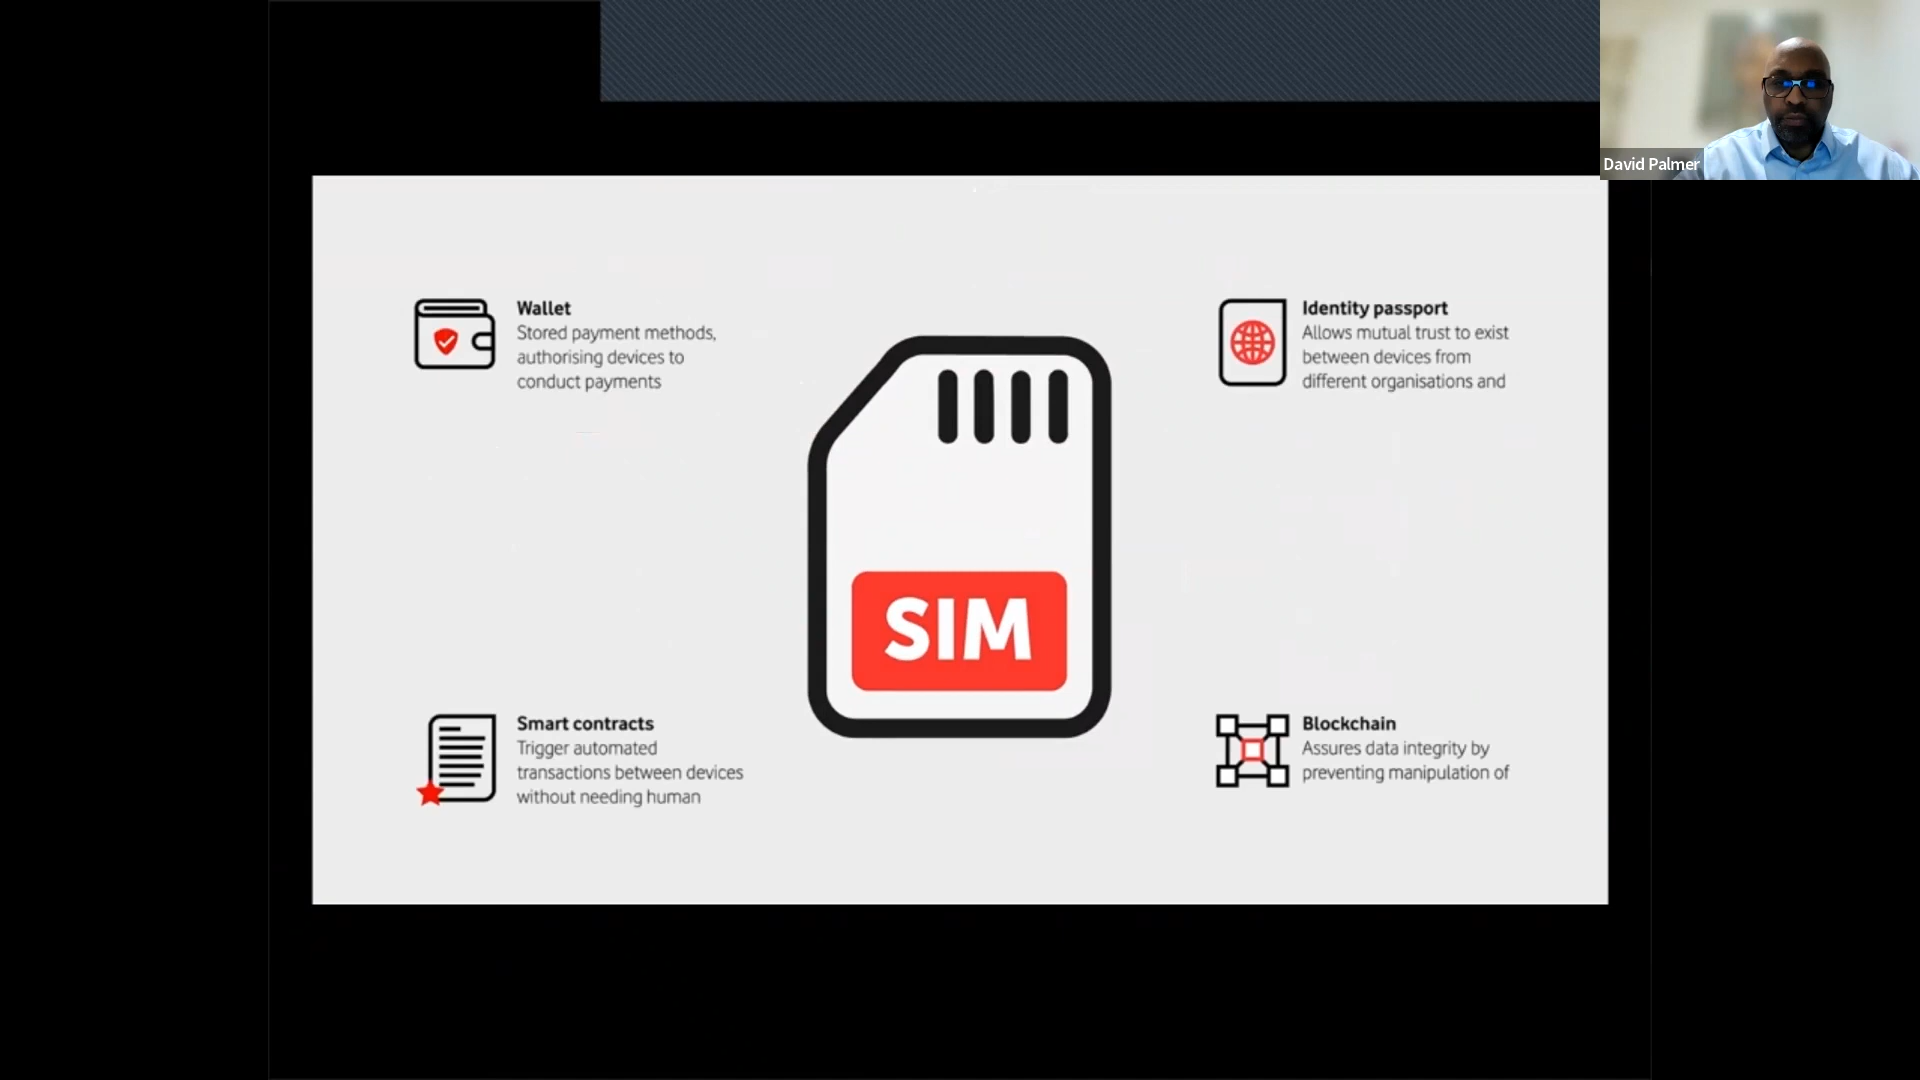 David Palmer
Wallet
Stored payment methods,
authorising devices to
conduct payments
Identity passport
Allows mutual trust to exist
between devices from
different organisations and
SIM
Smart contracts
Trigger automated
transactions between devices
without needing human
Blockchain
Assures data integrity by
preventing manipulation of